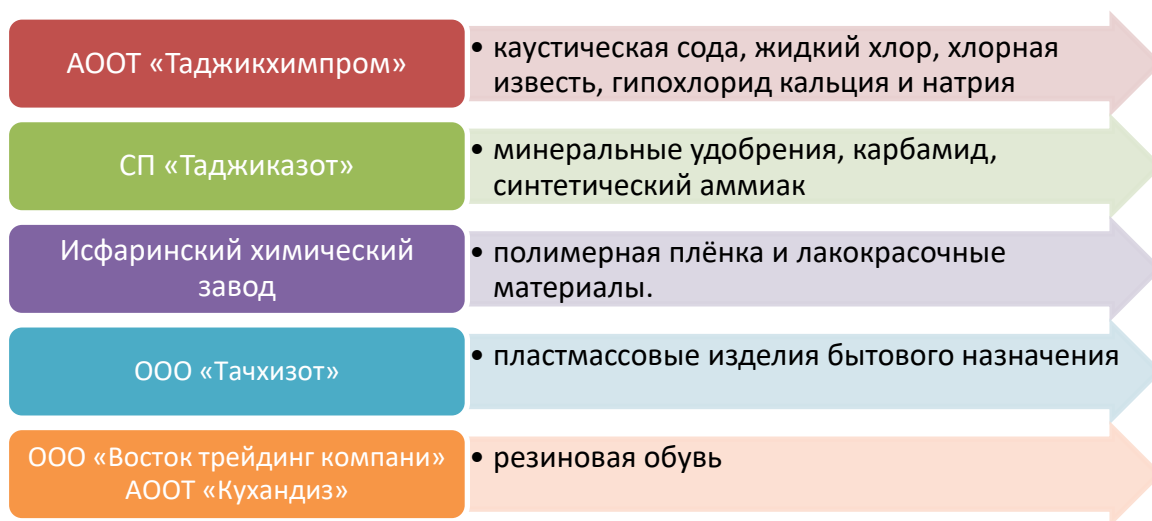 АООТ «Таджикхимпром»
• каустическая сода, жидкий хлор, хлорная
известь, гипохлорид кальция и натрия
СП «Таджиказот»
• минеральные удобрения, карбамид,
синтетический аммиак
Исфаринский химический
завод
• полимерная плёнка и лакокрасочные
материалы.
ООО «Тачхизот»
• пластмассовые изделия бытового назначения
ООО «Восток трейдинг компани»
АООТ «Кухандиз»
• резиновая обувь